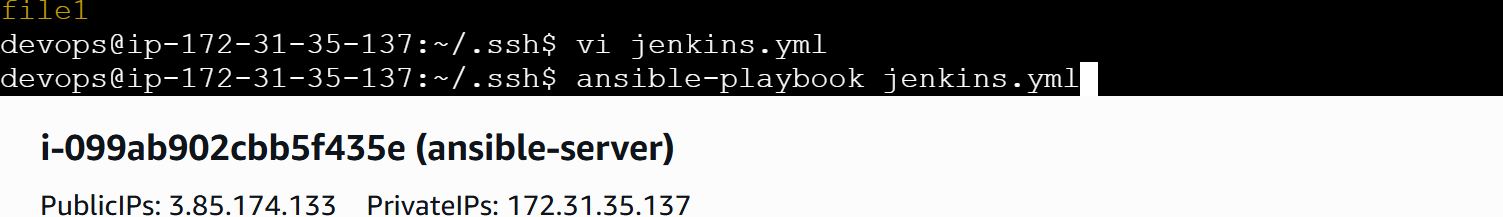 file1
devops@ip-172-31-35-137:~/.ssh$ vi jenkins.yml
devops@ip-172-31-35-137:~/.ssh$ ansible-playbook jenkins.yml
i-099ab902cbb5f435e (ansible-server)
PublicIPs: 3.85.174.133 PrivateIPs: 172.31.35.137